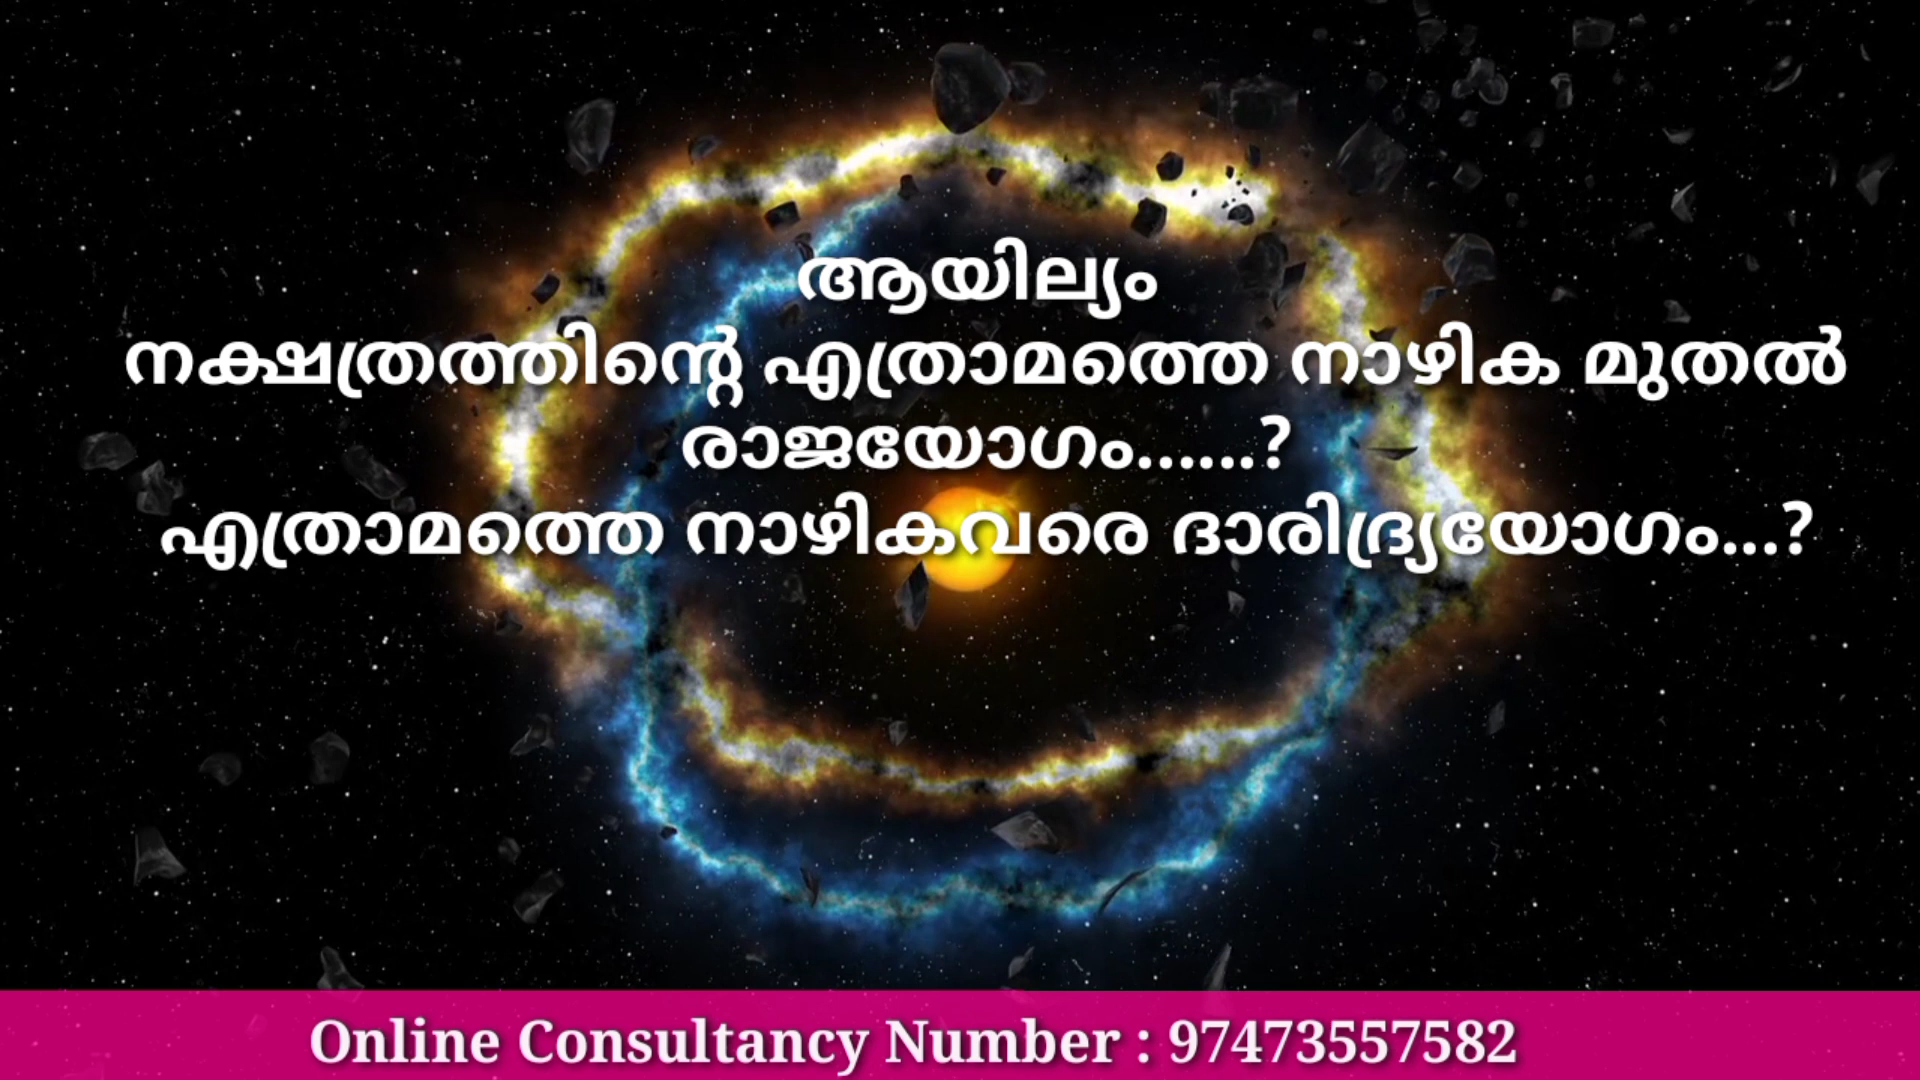 ആയില്യം
നക്ഷത്രത്തിന്റെ എത്രാമത്തെ നാഴിക മുതൽ
രാജയോഗം......?
എത്രാമത്തെ നാഴികവരെ ദാരിദ്ര്യയോഗം...?
Online Consultancy Number : 97473557582